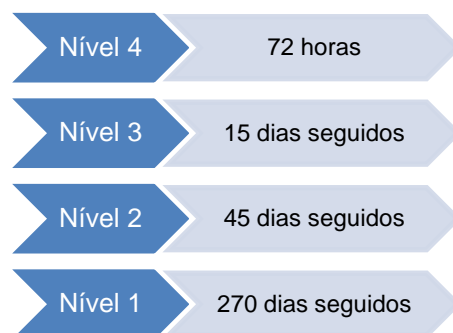 Nível 4 72 horas
Nível 3 15 dias seguidos
Nível 2 45 dias seguidos
Nível 1 270 dias seguidos